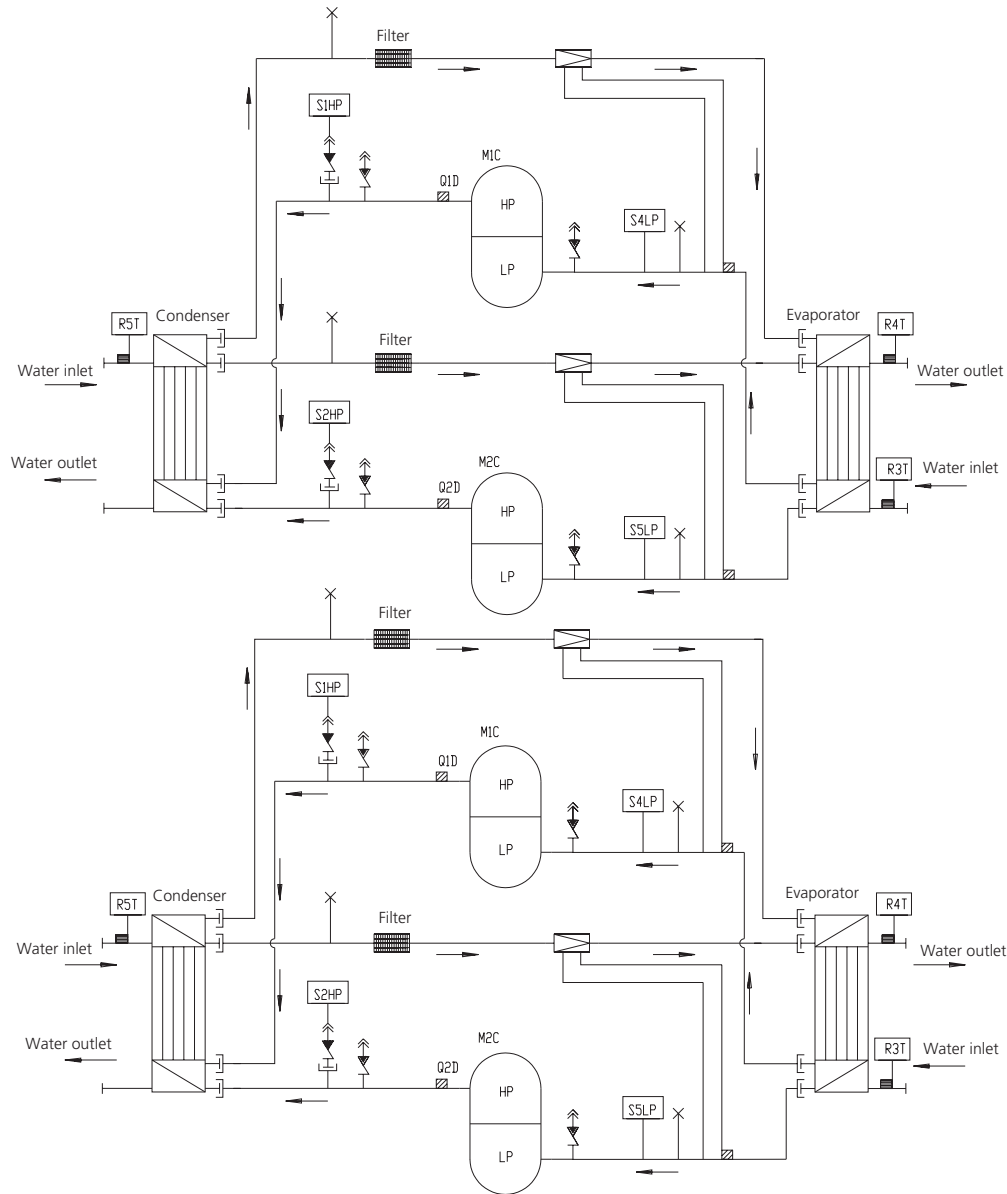 Filter
S1HP
M1C
Q1D
HP
S4LP
LP
R5T
Condenser
Filter
Evaporator
R4T
Water inlet
Water outlet
S2HP
M2C
Water outlet
Q2D
R3T
Water inlet
HP
S5LP
LP
Filter
S1HP
M1C
Q1D
HP
S4LP
LP
R5T
Condenser
Filter
Evaporator
R4T
Water inlet
Water outlet
S2HP
M2C
Water outlet
Q2D
R3T
Water inlet
HP
S5LP
LP